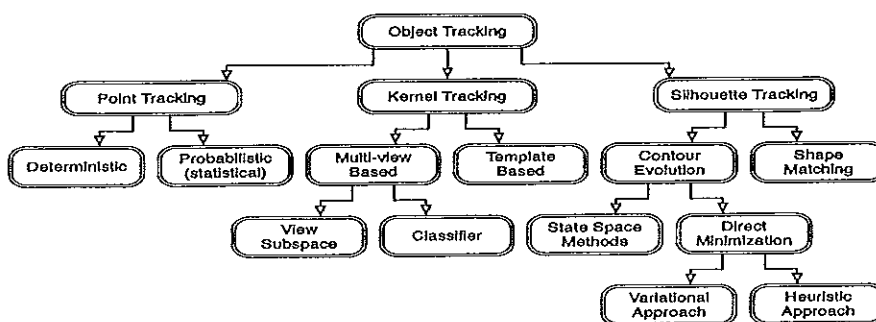 Object Tracking
Point Tracking
Kernel Tracking
Silhouette Tracking
Deterministic
Probabilistic
(statistical)
Multi-view
Based
Template
Based
Contour
Evolution
Shape
Matching
View
Subspace
Classifier
State Space
Methods
Direct
Minimization
Variational
Approach
Heuristic
Approach